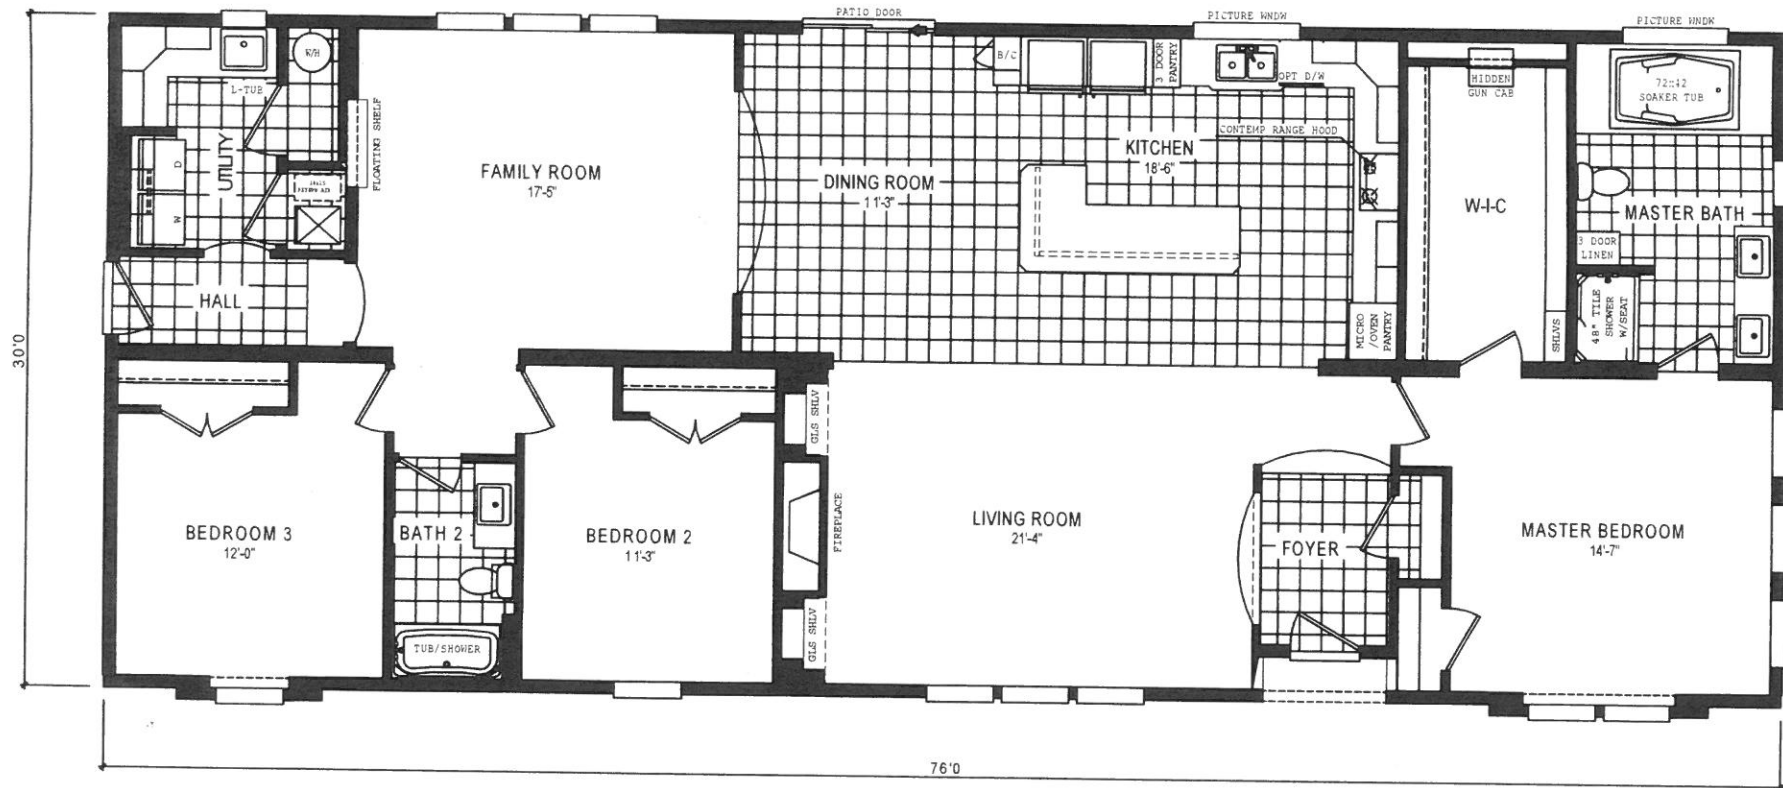 PATIO DOOR
PICTURE WNDW
PICTURE WNDW
W/H
L-TUB
B/C
3 DOOR
PANTRY
OPT D/W
HIDDEN
GUN CAB
72X42
SOAKER TUB
CONTEMP RANGE HOOD
FLOATING SHELF
UTILITY
D
W
FAMILY ROOM
17'-5"
DINING ROOM
11'-3"
KITCHEN
18'-6"
W-I-C
MASTER BATH
3 DOOR
LINEN
48" TILE
SHOWER
W/SEAT
SHLVS
MICRO
/OVEN
PANTRY
HALL
30'0
GLS SHLV
FIREPLACE
GLS SHLV
BEDROOM 3
12'-0"
BATH 2
BEDROOM 2
11'-3"
LIVING ROOM
21'-4"
FOYER
MASTER BEDROOM
14'-7"
TUB/SHOWER
76'0